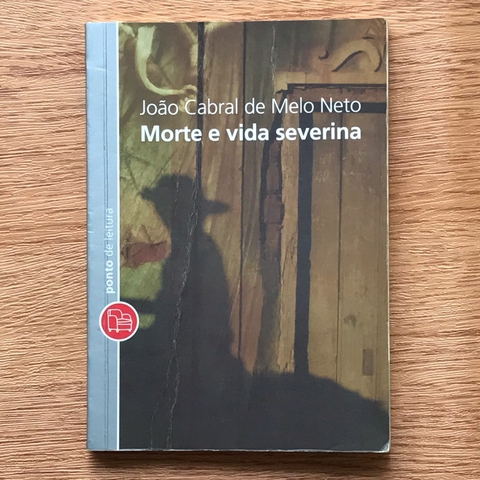 João Cabral de Melo Neto
Morte e vida severina
ponto de leitura